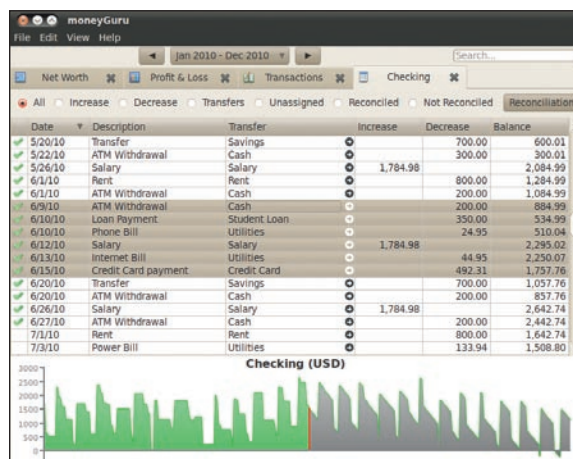 moneyGuru
File Edit View Help
Jan 2010 - Dec 2010 Search...
Net Worth Profit & Loss Transactions Checking
All Increase Decrease Transfers Unassigned Reconciled Not Reconciled Reconciliation
Date Description Transfer Increase Decrease Balance
5/20/10 Transfer Savings 700.00 600.01
5/22/10 ATM Withdrawal Cash 300.00 300.01
5/26/10 Salary Salary 1,784.98 2,084.99
6/1/10 Rent Rent 800.00 1,284.99
6/1/10 ATM Withdrawal Cash 200.00 1,084.99
6/9/10 ATM Withdrawal Cash 200.00 884.99
6/10/10 Loan Payment Student Loan 350.00 534.99
6/10/10 Phone Bill Utilities 24.95 510.04
6/12/10 Salary Salary 1,784.98 2,295.02
6/13/10 Internet Bill Utilities 44.95 2,250.07
6/15/10 Credit Card payment Credit Card 492.31 1,757.76
6/20/10 Transfer Savings 700.00 1,057.76
6/20/10 ATM Withdrawal Cash 200.00 857.76
6/26/10 Salary Salary 1,784.98 2,642.74
6/27/10 ATM Withdrawal Cash 200.00 2,442.74
7/1/10 Rent Rent 800.00 1,642.74
7/3/10 Power Bill Utilities 133.94 1,508.80
Checking (USD)
3000
2500
2000
1500
1000
500
0